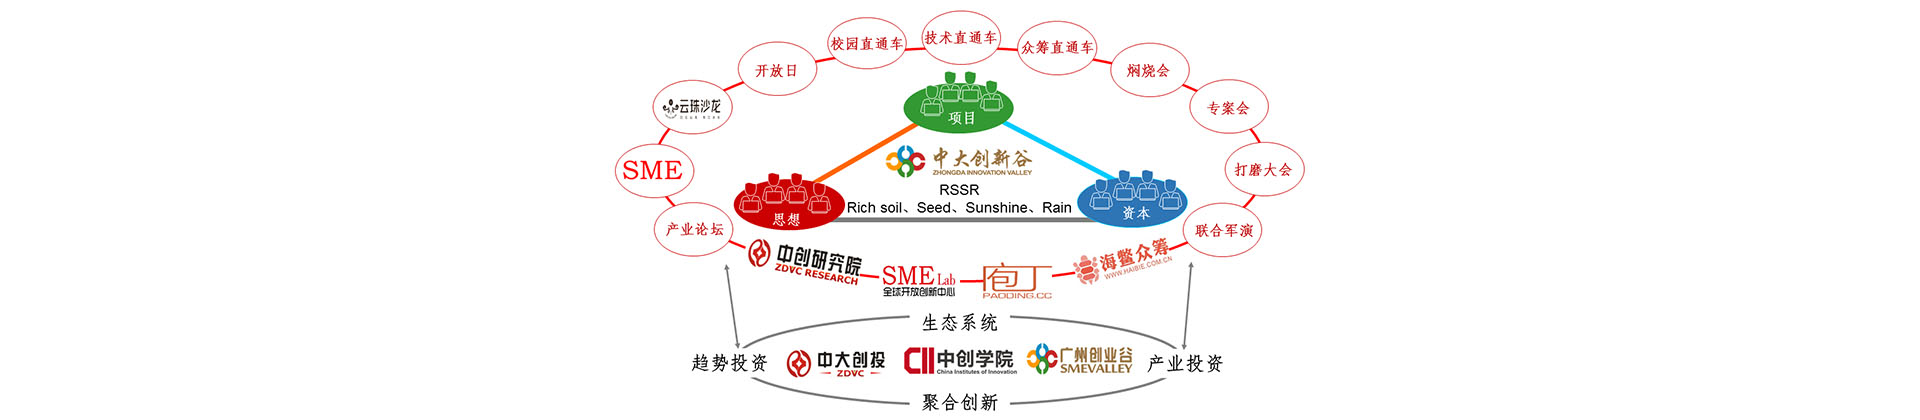 技术直通车
校园直通车
众筹直通车
开放日
焖烧会
云珠沙龙
专案会
项目
中大创新谷
ZHONGDA INNOVATION VALLEY
SME
打磨大会
RSSR
Rich soil、Seed、Sunshine、Rain
思想
资本
产业论坛
联合军演
中创研究院
ZDVC RESEARCH
SME Lab
全球开放创新中心
庖丁
PAODING.CC
海鳖众筹
WWW.HAIBIE.COM.CN
生态系统
趋势投资
中大创投
ZDVC
CII中创学院
China Institutes of Innovation
广州创业谷
SMEVALLEY
产业投资
聚合创新